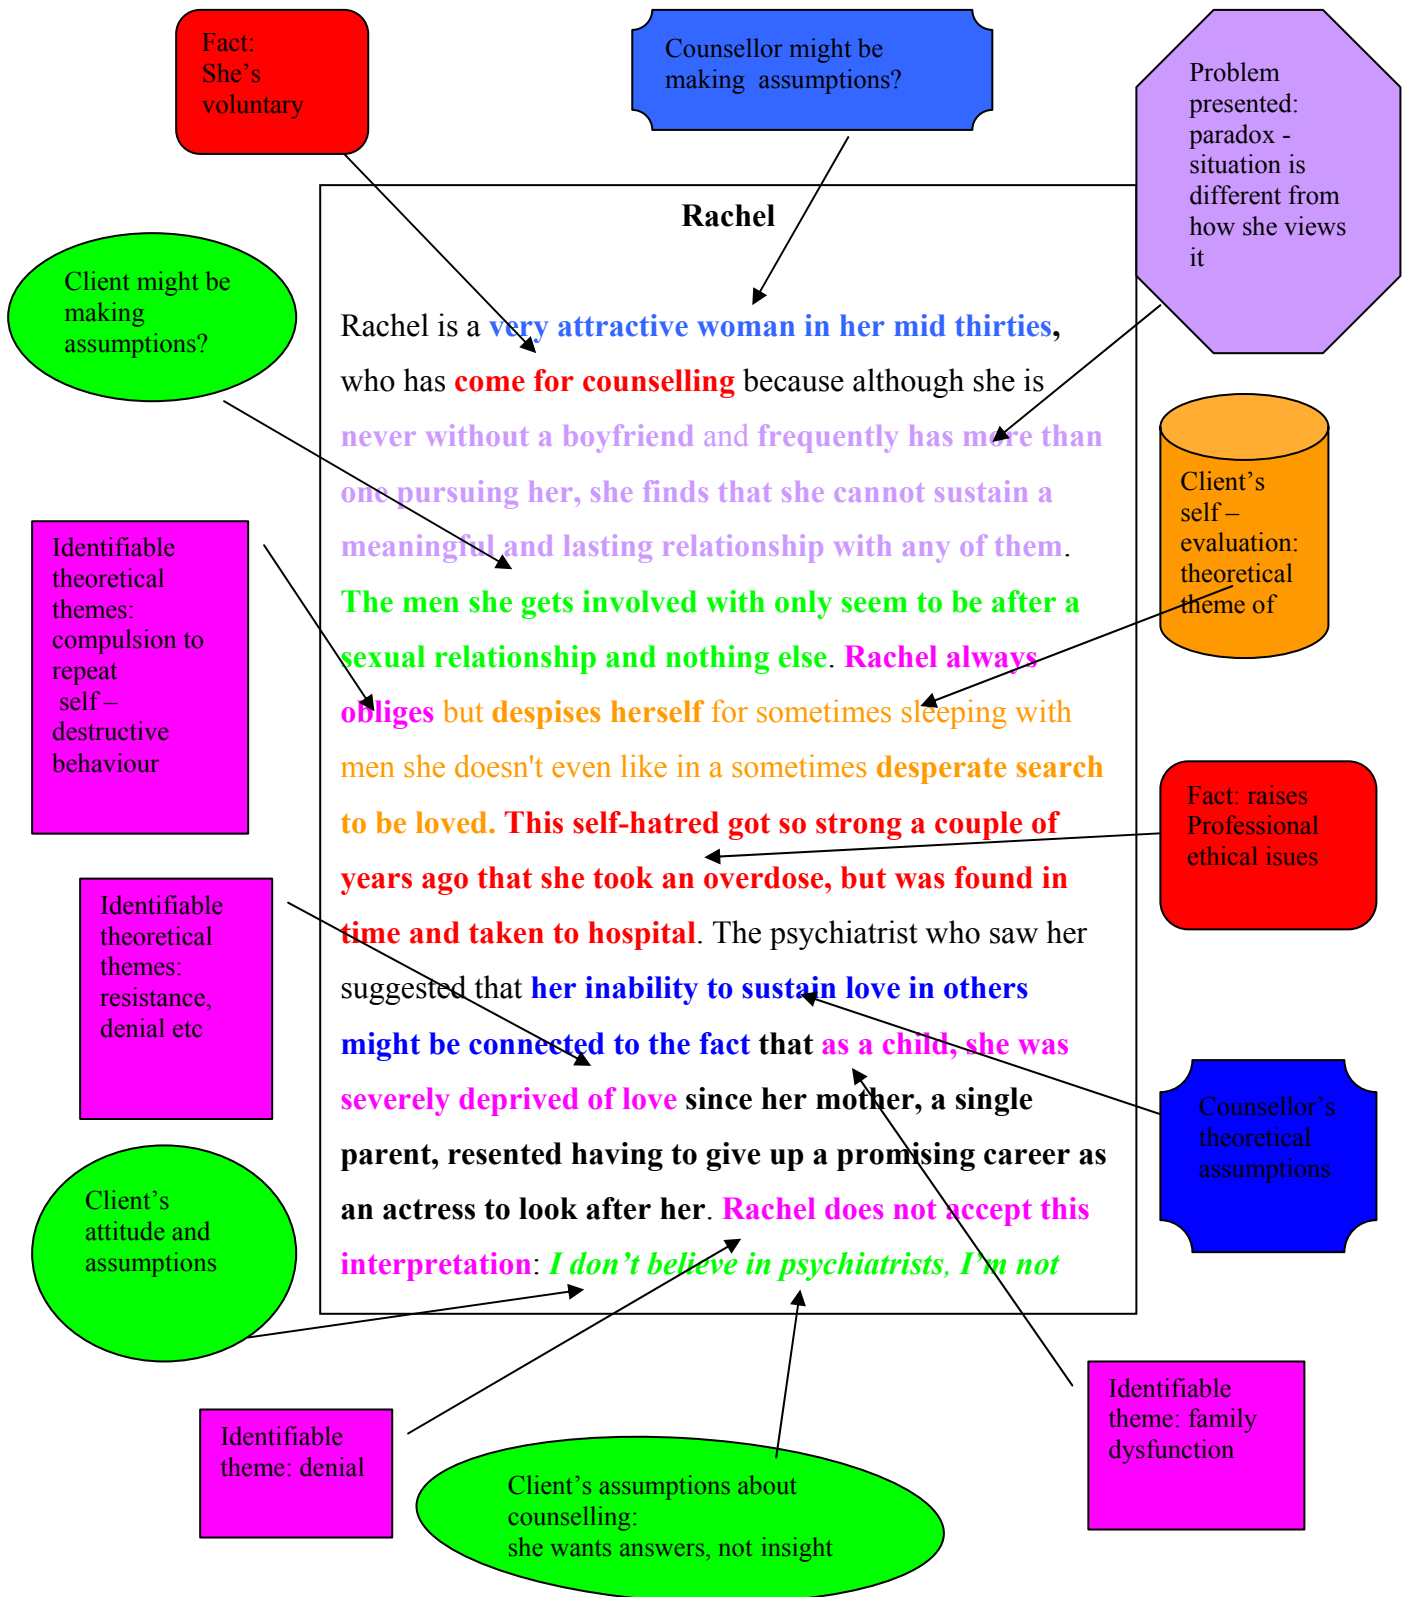 Fact:
She's
voluntary
Counsellor might be
making  assumptions?
Problem
presented:
paradox -
situation is
different from
how she views
it
Client might be
making
assumptions?
Rachel
Rachel is a very attractive woman in her mid thirties,
who has come for counselling because although she is
never without a boyfriend and frequently has more than
one pursuing her, she finds that she cannot sustain a
meaningful and lasting relationship with any of them.
The men she gets involved with only seem to be after a
sexual relationship and nothing else. Rachel always
obliges but despises herself for sometimes sleeping with
men she doesn't even like in a sometimes desperate search
to be loved. This self-hatred got so strong a couple of
years ago that she took an overdose, but was found in
time and taken to hospital. The psychiatrist who saw her
suggested that her inability to sustain love in others
might be connected to the fact that as a child, she was
severely deprived of love since her mother, a single
parent, resented having to give up a promising career as
an actress to look after her. Rachel does not accept this
interpretation: I don't believe in psychiatrists, I'm not
Client's
self –
evaluation:
theoretical
theme of
Identifiable
theoretical
themes:
compulsion to
repeat
self –
destructive
behaviour
Fact: raises
Professional
ethical isues
Identifiable
theoretical
themes:
resistance,
denial etc
Counsellor's
theoretical
assumptions
Client's
attitude and
assumptions
Identifiable
theme: family
dysfunction
Identifiable
theme: denial
Client's assumptions about
counselling:
she wants answers, not insight